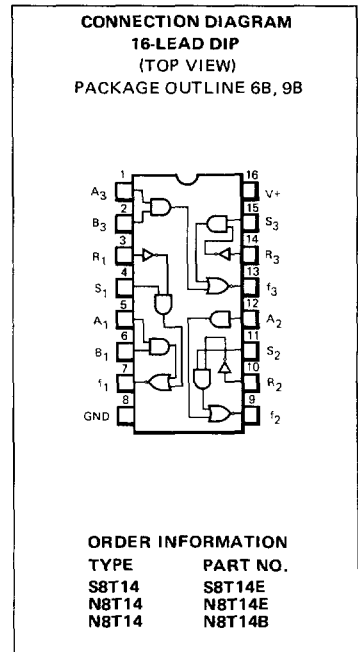 CONNECTION DIAGRAM
16-LEAD DIP
(TOP VIEW)
PACKAGE OUTLINE 6B, 9B
1 16
A3 V+
2 15
B3 S3
3 14
R1 R3
4 13
S1 f3
5 12
A1 A2
6 11
B1 S2
7 10
f1 R2
8 9
GND f2
ORDER INFORMATION
TYPE PART NO.
S8T14 S8T14E
N8T14 N8T14E
N8T14 N8T14B